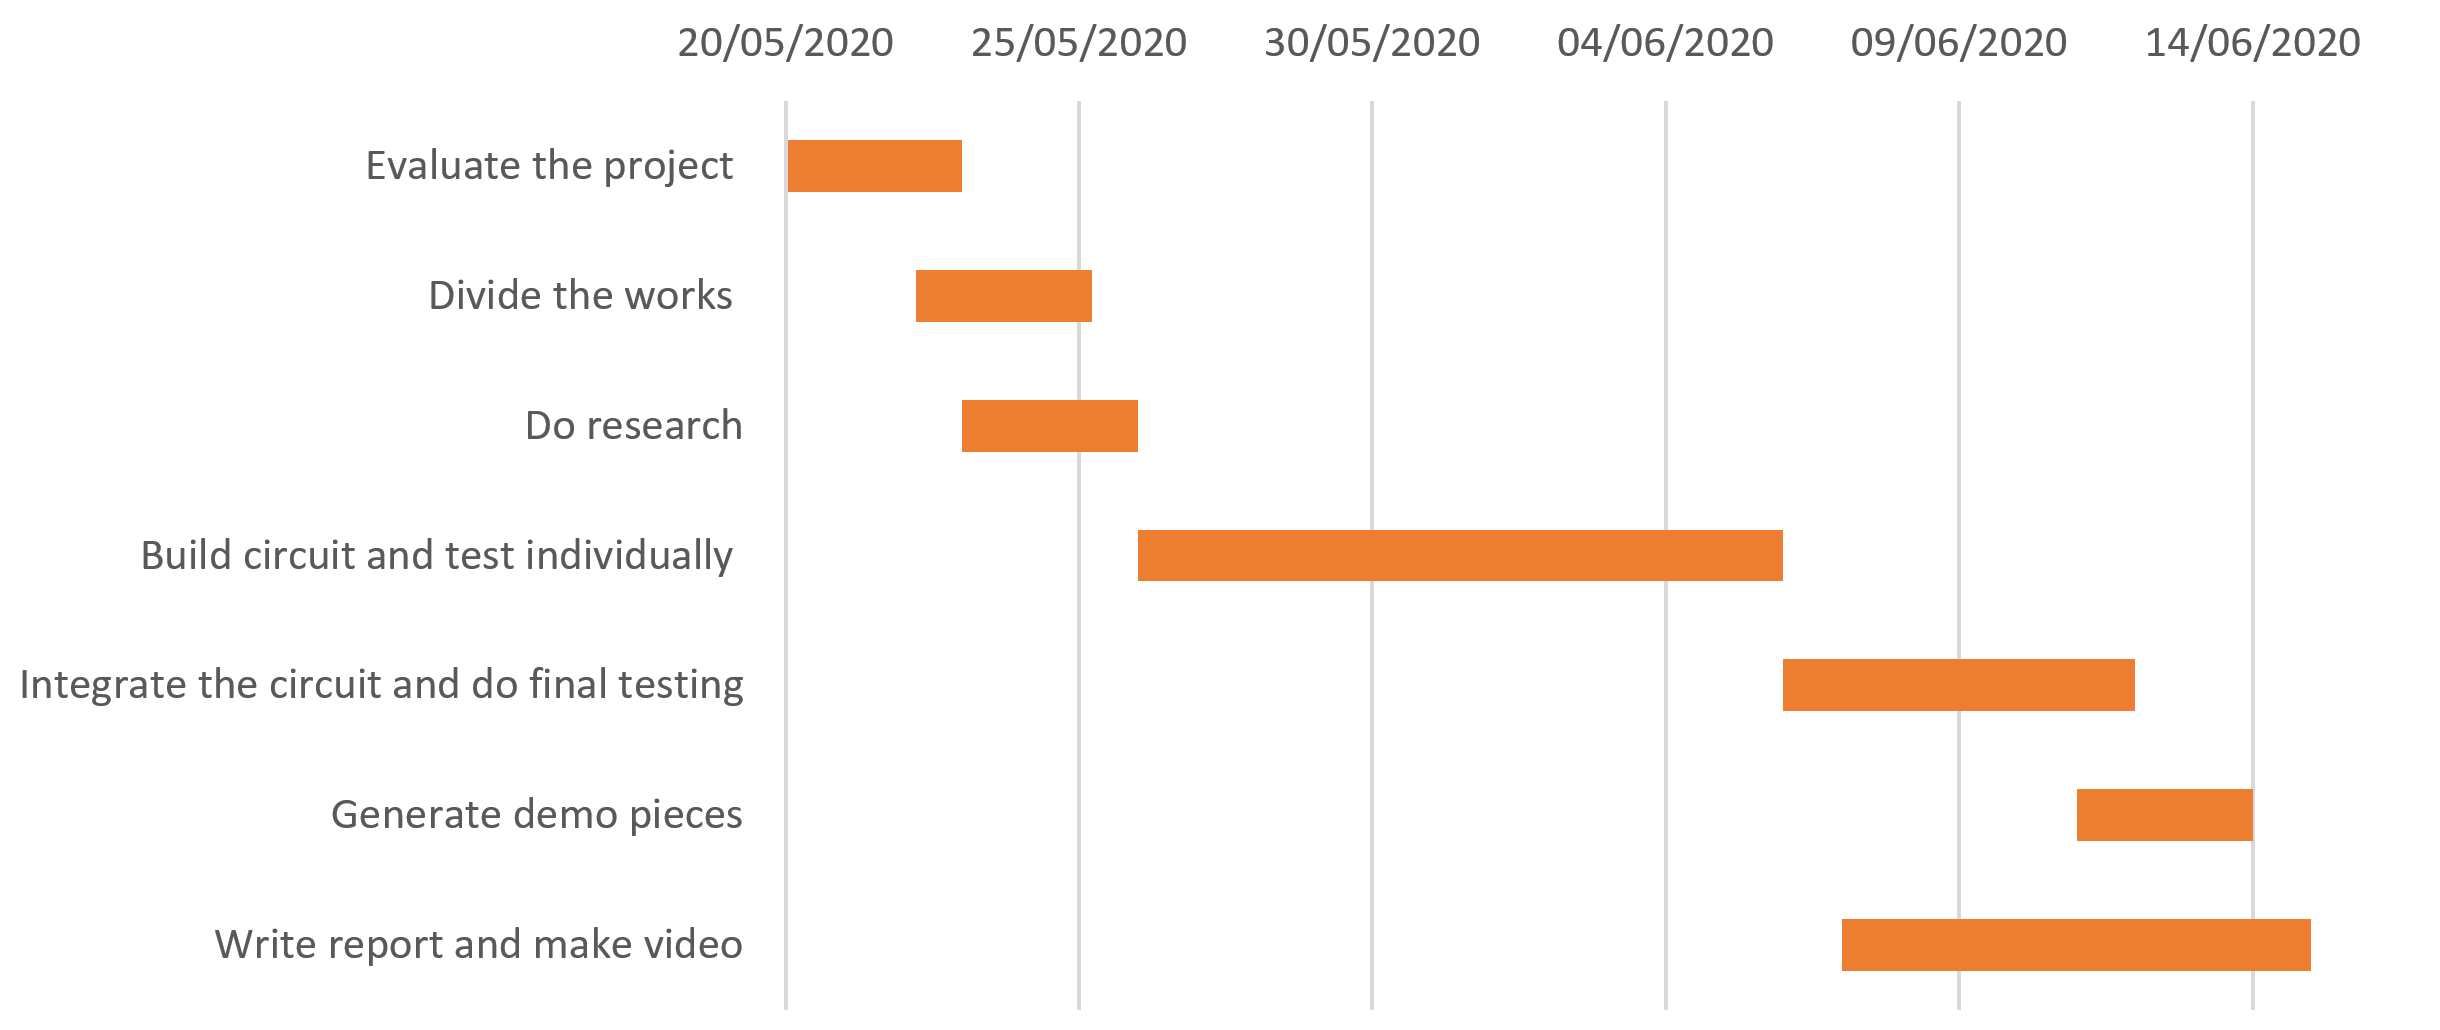 20/05/2020 25/05/2020 30/05/2020 04/06/2020 09/06/2020 14/06/2020
Evaluate the project
Divide the works
Do research
Build circuit and test individually
Integrate the circuit and do final testing
Generate demo pieces
Write report and make video